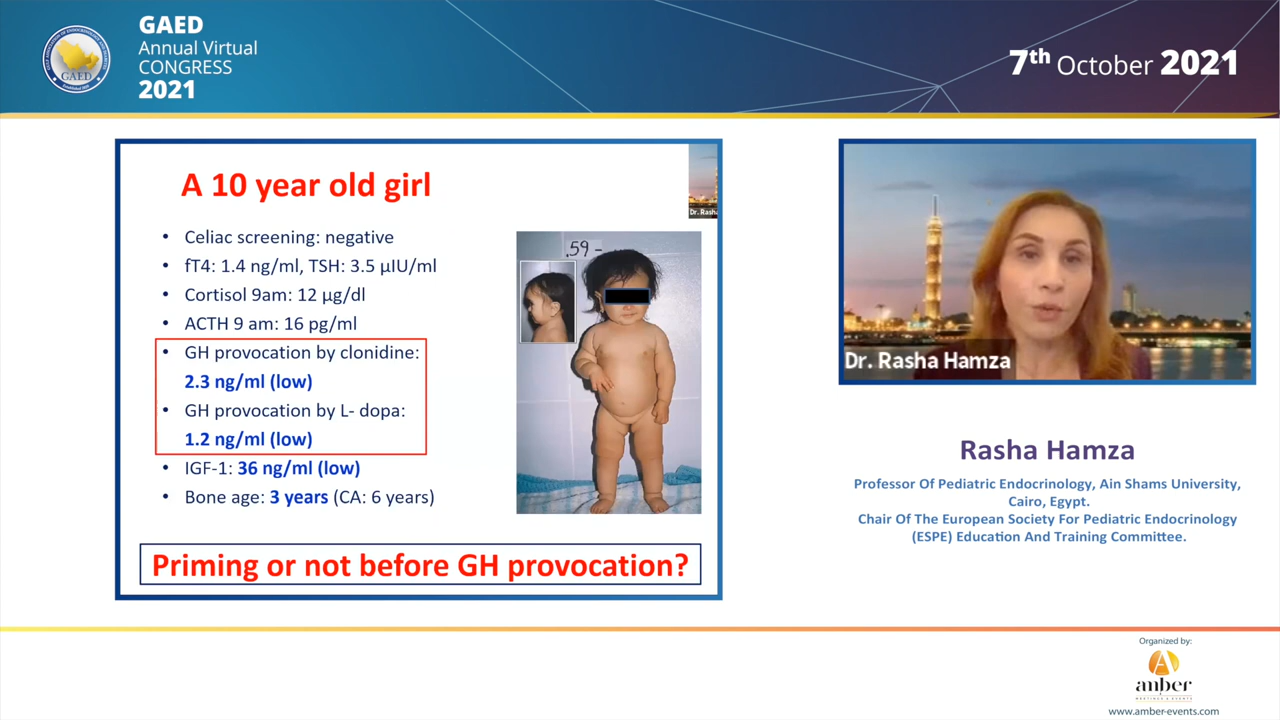 GAED
Annual Virtual
CONGRESS
2021
GAED
7th October 2021
A 10 year old girl
Dr. Rasha
• Celiac screening: negative
• fT4: 1.4 ng/ml, TSH: 3.5 µIU/ml
• Cortisol 9am: 12 µg/dl
• ACTH 9 am: 16 pg/ml
• GH provocation by clonidine:
2.3 ng/ml (low)
• GH provocation by L- dopa:
1.2 ng/ml (low)
• IGF-1: 36 ng/ml (low)
• Bone age: 3 years (CA: 6 years)
.59 -
Priming or not before GH provocation?
Dr. Rasha Hamza
Rasha Hamza
Professor Of Pediatric Endocrinology, Ain Shams University,
Cairo, Egypt.
Chair Of The European Society For Pediatric Endocrinology
(ESPE) Education And Training Committee.
Organized by:
anber
www.amber-events.com